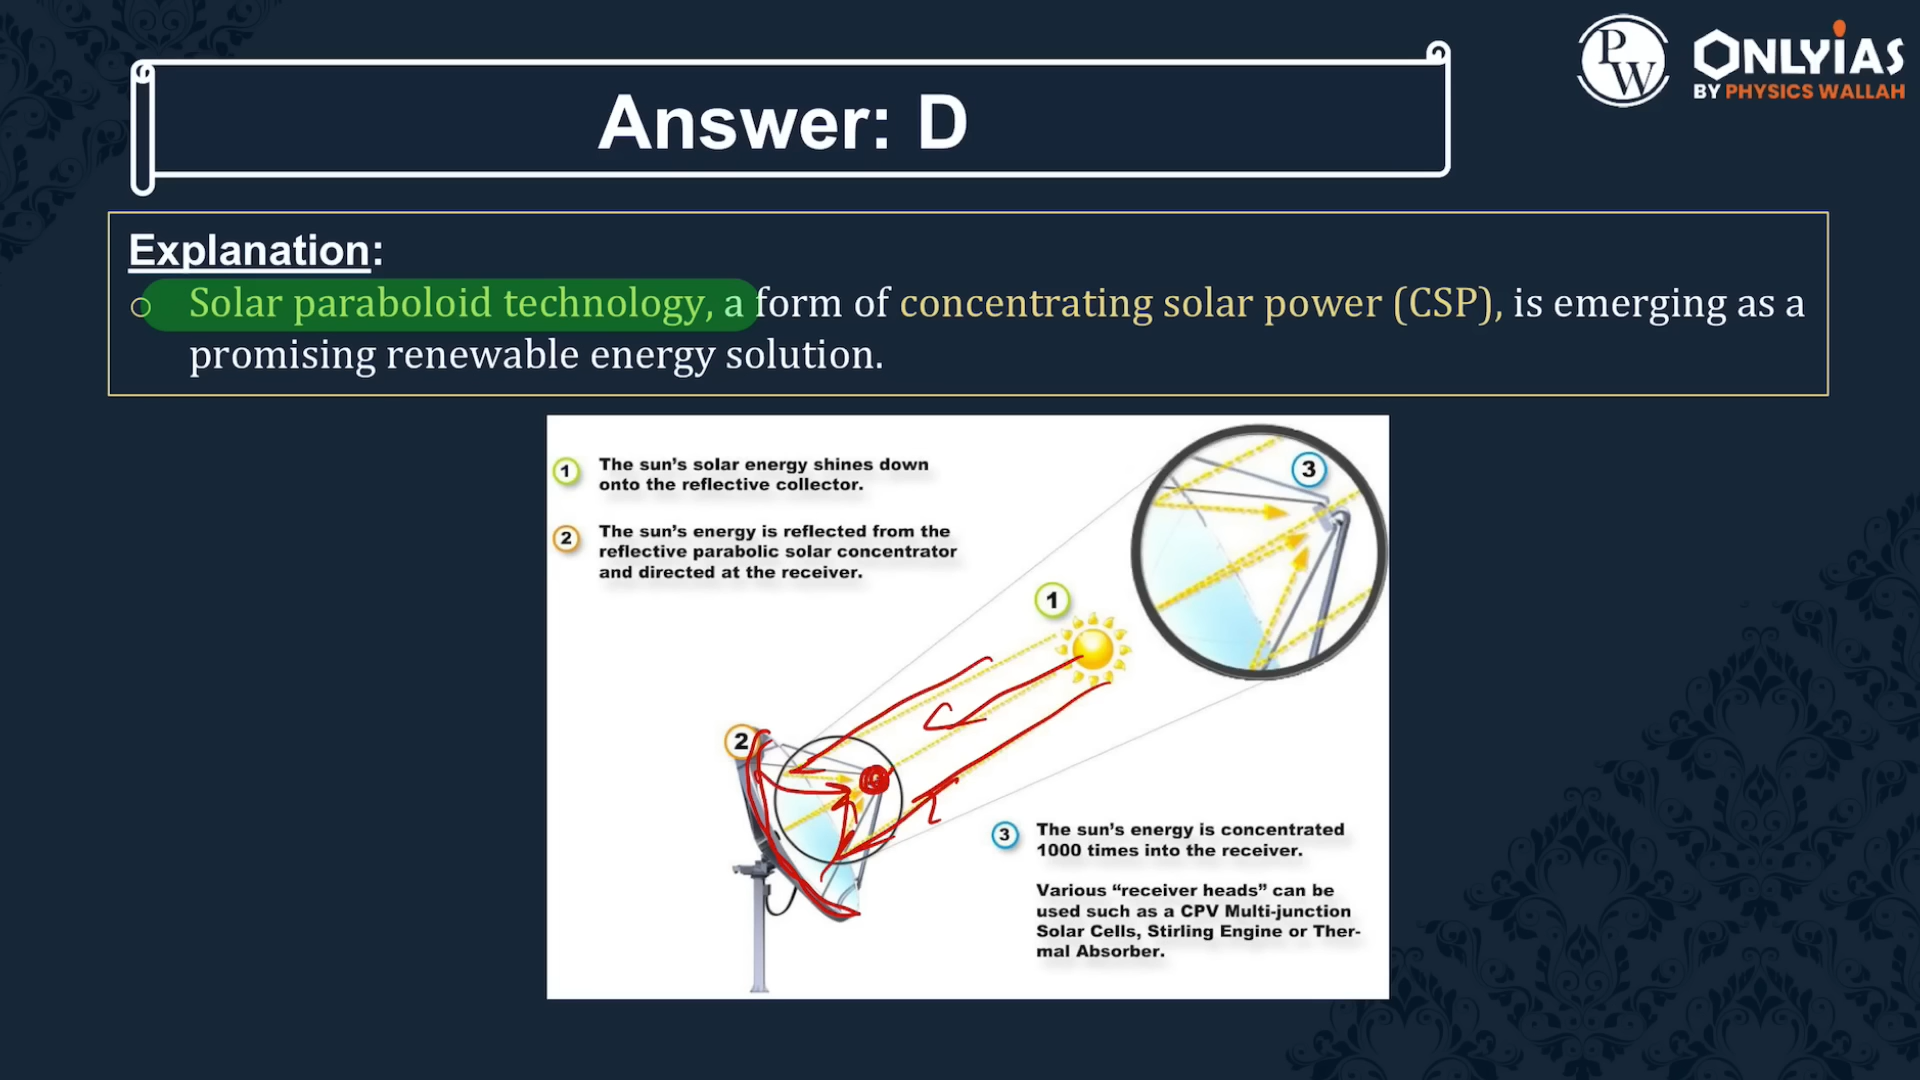 PW
ONLYIAS
BY PHYSICS WALLAH
Answer: D
Explanation:
○ Solar paraboloid technology, a form of concentrating solar power (CSP), is emerging as a
promising renewable energy solution.
1 The sun's solar energy shines down
onto the reflective collector.
2 The sun's energy is reflected from the
reflective parabolic solar concentrator
and directed at the receiver.
3
1
2
3 The sun's energy is concentrated
1000 times into the receiver.
Various “receiver heads” can be
used such as a CPV Multi-junction
Solar Cells, Stirling Engine or Ther-
mal Absorber.